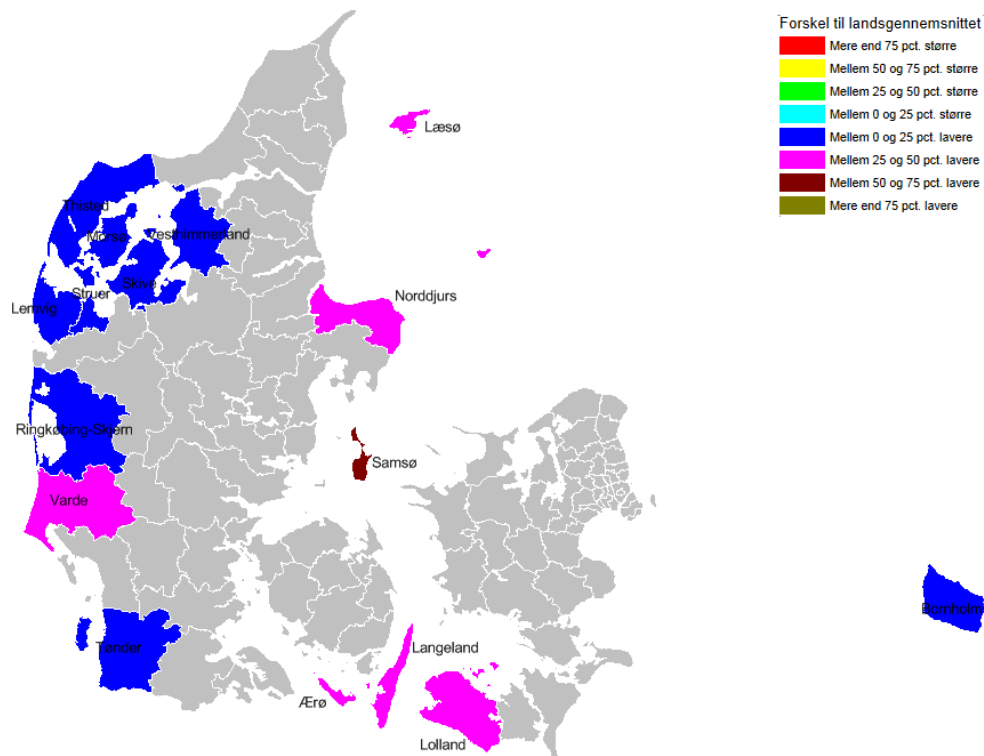 Forskel til landsgennemsnittet
Mere end 75 pct. større
Mellem 50 og 75 pct. større
Mellem 25 og 50 pct. større
Mellem 0 og 25 pct. større
Mellem 0 og 25 pct. lavere
Mellem 25 og 50 pct. lavere
Mellem 50 og 75 pct. lavere
Mere end 75 pct. lavere
Læsø
Thisted
Morsø
Vesthimmerland
Skive
Struer
Lemvig
Norddjurs
Ringkøbing-Skjern
Samsø
Varde
Bornholm
Tønder
Langeland
Ærø
Lolland